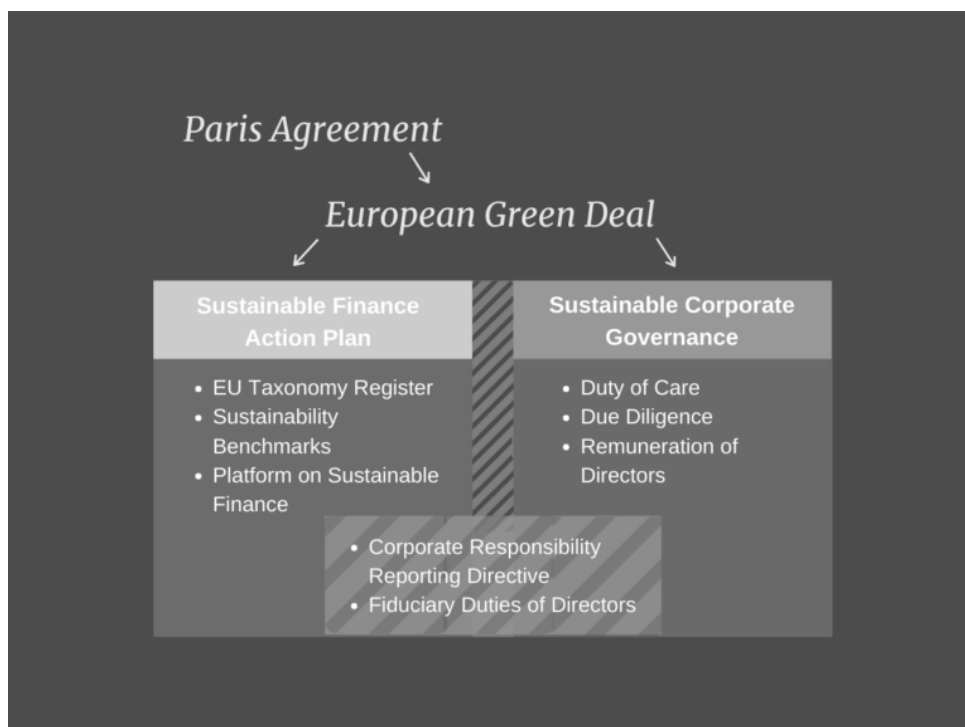 Paris Agreement
European Green Deal
Sustainable Finance
Action Plan
• EU Taxonomy Register
• Sustainability
Benchmarks
• Platform on Sustainable
Finance
Sustainable Corporate
Governance
• Duty of Care
• Due Diligence
• Remuneration of
Directors
• Corporate Responsibility
Reporting Directive
• Fiduciary Duties of Directors